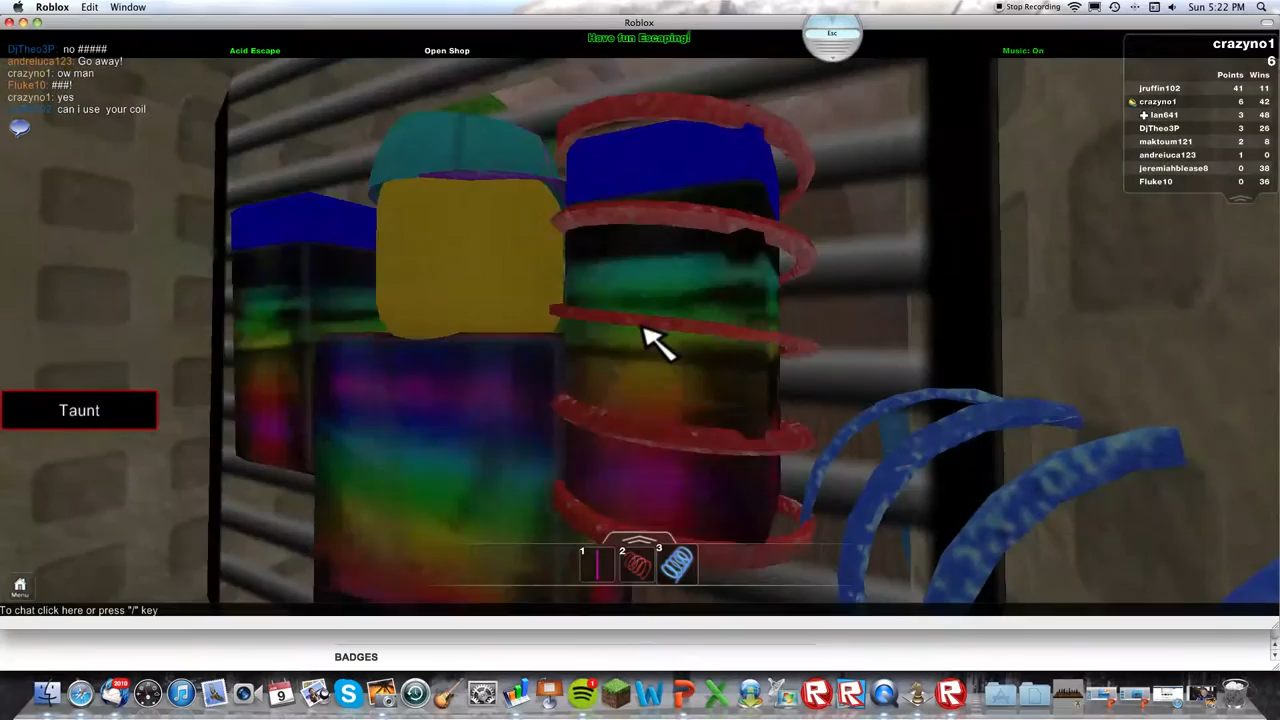 Roblox Edit Window
Stop Recording
Sun 5:22 PM
Roblox
Have fun Escaping!
Esc
Acid Escape
Open Shop
Music: On
DjTheo3P: no #####
andreiuca123: Go away!
crazyno1: ow man
Fluke10: ###!
crazyno1: yes
can i use your coil
crazyno1
6
Points Wins
jruffin102 41 11
crazyno1 6 42
Ian641 3 48
DjTheo3P 3 26
maktoum121 2 8
andreiuca123 1 0
jeremiahblease8 0 38
Fluke10 0 36
Taunt
1 2 3
Menu
To chat click here or press "/" key
BADGES
2010
9
1